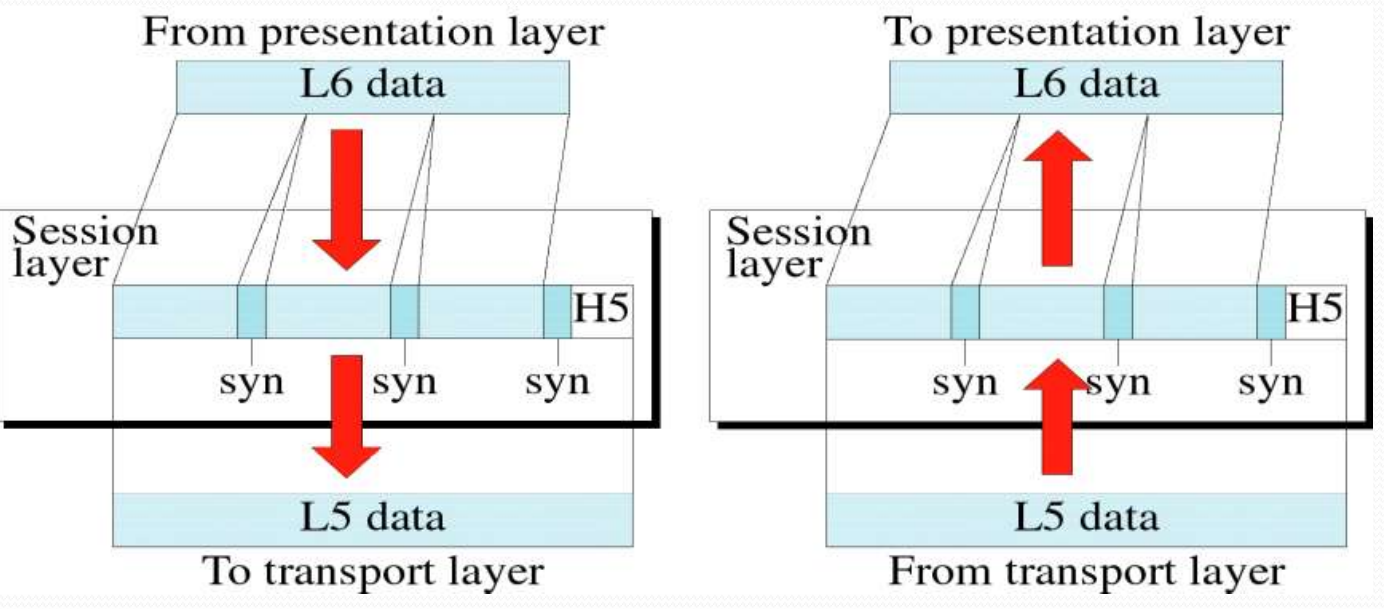 From presentation layer
L6 data
Session
layer
H5
syn syn syn
L5 data
To transport layer
To presentation layer
L6 data
Session
layer
H5
syn syn syn
L5 data
From transport layer